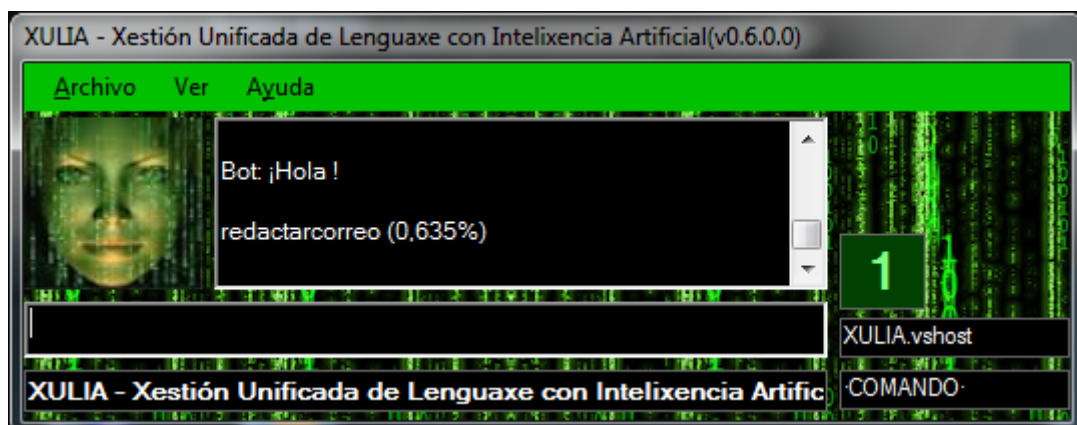 XULIA - Xestión Unificada de Lenguaxe con Intelixencia Artificial(v0.6.0.0)
Archivo Ver Ayuda
Bot: ¡Hola !
redactarcorreo (0,635%)
1
XULIA.vshost
XULIA - Xestión Unificada de Lenguaxe con Intelixencia Artific
·COMANDO·